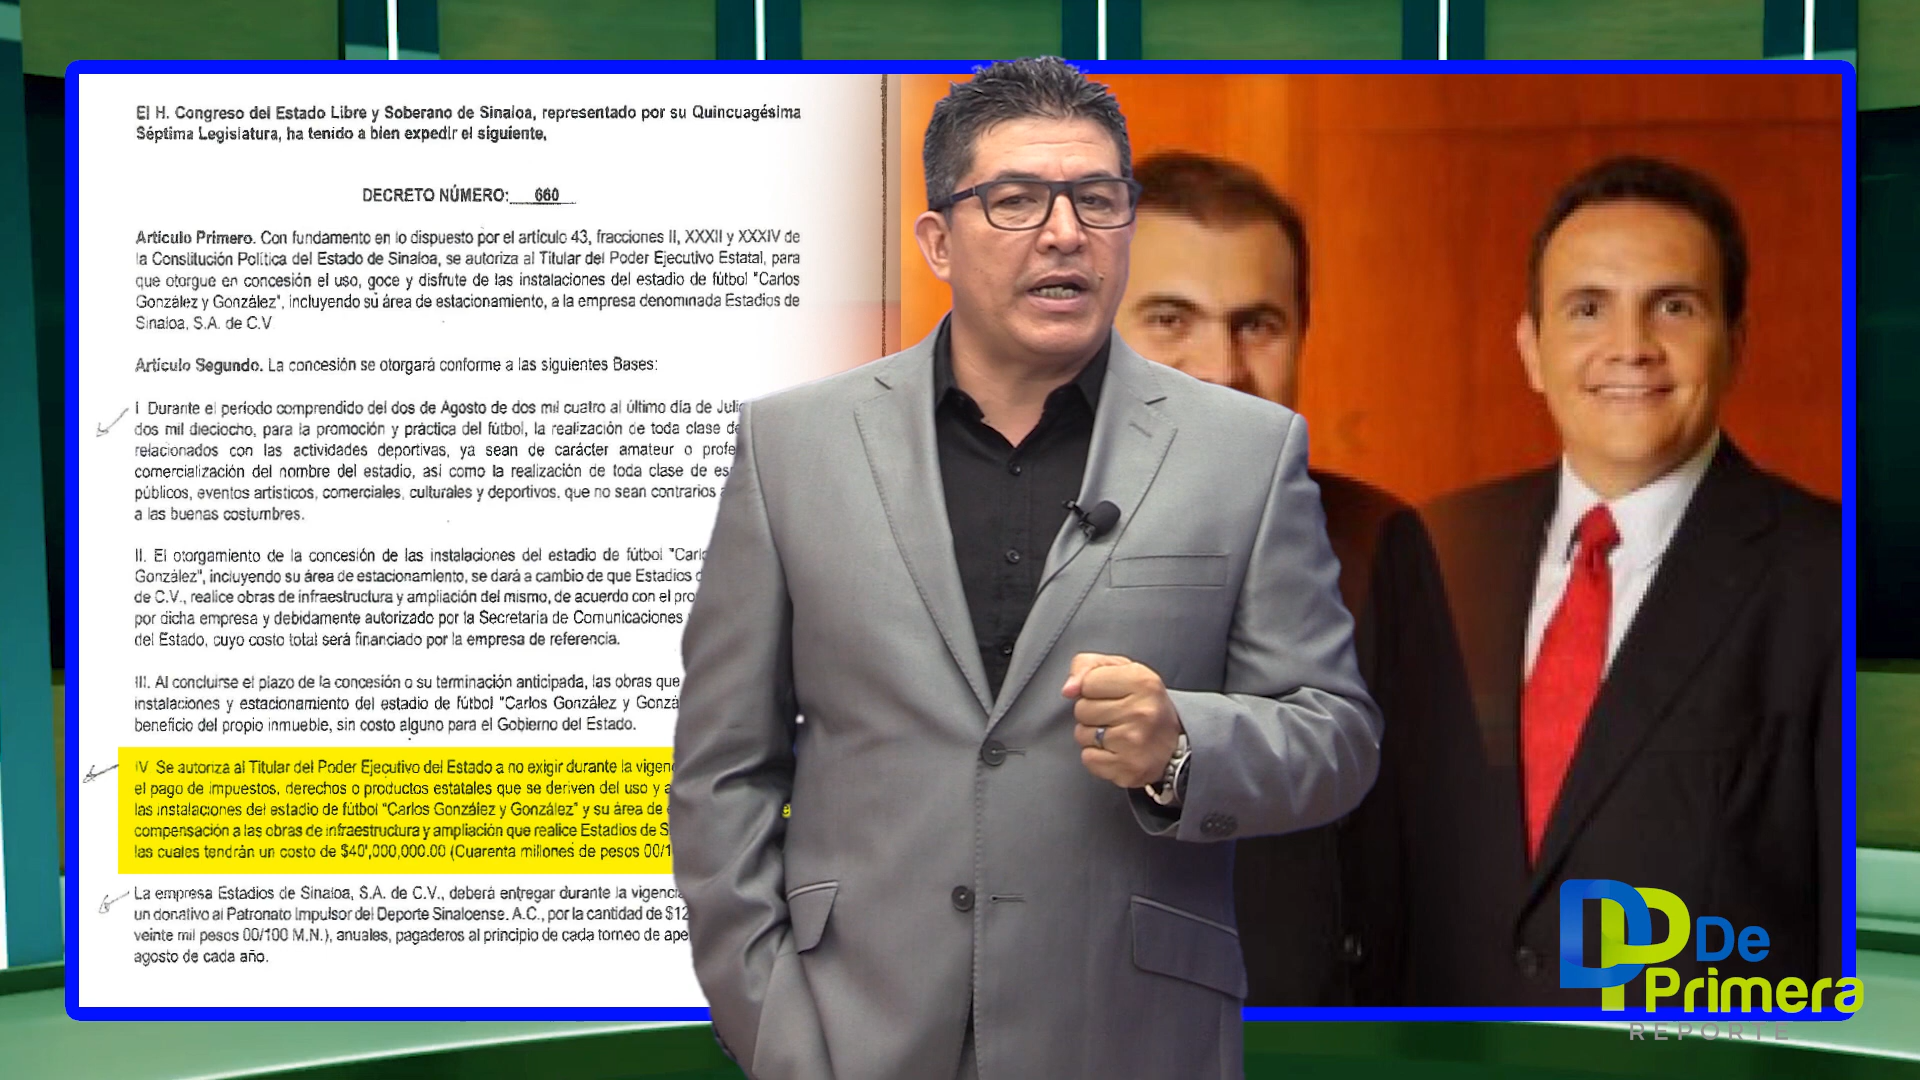 El H. Congreso del Estado Libre y Soberano de Sinaloa, representado por su Quincuagésima
Séptima Legislatura, ha tenido a bien expedir el siguiente,
DECRETO NÚMERO: 660
Artículo Primero. Con fundamento en lo dispuesto por el artículo 43, fracciones II, XXXII y XXXIV de
la Constitución Política del Estado de Sinaloa, se autoriza al Titular del Poder Ejecutivo Estatal, para
que otorgue en concesión el uso, goce y disfrute de las instalaciones del estadio de fútbol "Carlos
González y González", incluyendo su área de estacionamiento, a la empresa denominada Estadios de
Sinaloa, S.A. de C.V
Artículo Segundo. La concesión se otorgará conforme a las siguientes Bases:
I Durante el período comprendido del dos de Agosto de dos mil cuatro al último día de
dos mil dieciocho, para la promoción y práctica del fútbol, la realización de toda clase
relacionados con las actividades deportivas, ya sean de carácter amateur o
comercialización del nombre del estadio, así como la realización de toda clase de
públicos, eventos artísticos, comerciales, culturales y deportivos, que no sean contrarios
a las buenas costumbres.
II. El otorgamiento de la concesión de las instalaciones del estadio de fútbol
González", incluyendo su área de estacionamiento, se dará a cambio de que Estadios
de C.V., realice obras de infraestructura y ampliación del mismo, de acuerdo con el
por dicha empresa y debidamente autorizado por la Secretaría de Comunicaciones
del Estado, cuyo costo total será financiado por la empresa de referencia.
III. Al concluirse el plazo de la concesión o su terminación anticipada, las obras que
instalaciones y estacionamiento del estadio de fútbol "Carlos González y
beneficio del propio inmueble, sin costo alguno para el Gobierno del Estado.
IV Se autoriza al Titular del Poder Ejecutivo del Estado a no exigir durante la
el pago de impuestos, derechos o productos estatales que se deriven del uso y
las instalaciones del estadio de fútbol "Carlos González y González" y su área de
compensación a las obras de infraestructura y ampliación que realice Estadios de
las cuales tendrán un costo de $40',000,000.00 (Cuarenta millones de pesos
La empresa Estadios de Sinaloa, S.A. de C.V., deberá entregar durante la
un donativo al Patronato Impulsor del Deporte Sinaloense. A.C., por la cantidad de
veinte mil pesos 00/100 M.N.), anuales, pagaderos al principio de cada torneo de
agosto de cada año.
DP De
Primera
REPORTE